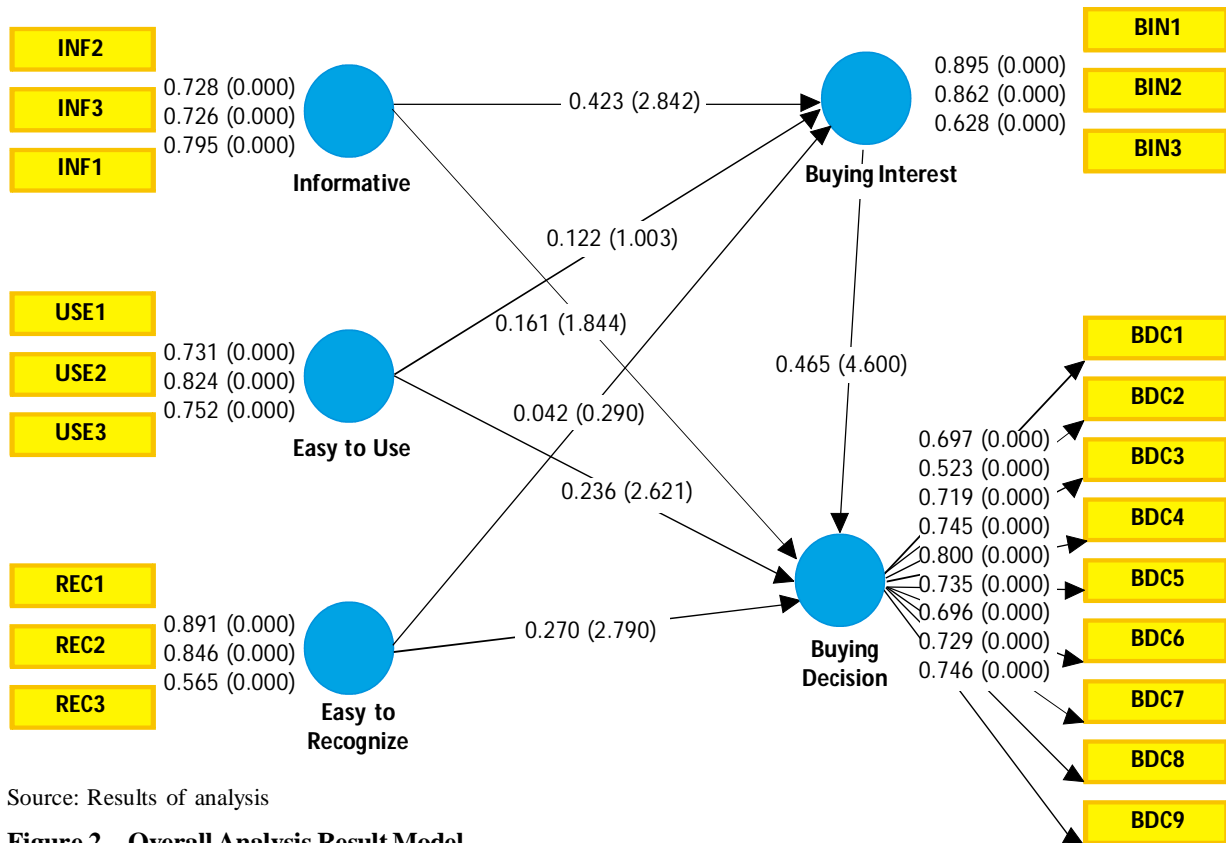 INF2
INF3
INF1
0.728 (0.000)
0.726 (0.000)
0.795 (0.000)
Informative
0.423 (2.842)
0.895 (0.000)
0.862 (0.000)
0.628 (0.000)
BIN1
BIN2
BIN3
Buying Interest
0.122 (1.003)
0.161 (1.844)
0.465 (4.600)
USE1
USE2
USE3
0.731 (0.000)
0.824 (0.000)
0.752 (0.000)
Easy to Use
0.042 (0.290)
0.236 (2.621)
REC1
REC2
REC3
0.891 (0.000)
0.846 (0.000)
0.565 (0.000)
Easy to
Recognize
0.270 (2.790)
Buying
Decision
0.697 (0.000)
0.523 (0.000)
0.719 (0.000)
0.745 (0.000)
0.800 (0.000)
0.735 (0.000)
0.696 (0.000)
0.729 (0.000)
0.746 (0.000)
BDC1
BDC2
BDC3
BDC4
BDC5
BDC6
BDC7
BDC8
BDC9
Source: Results of analysis
Figure 2 Overall Analysis Result Model